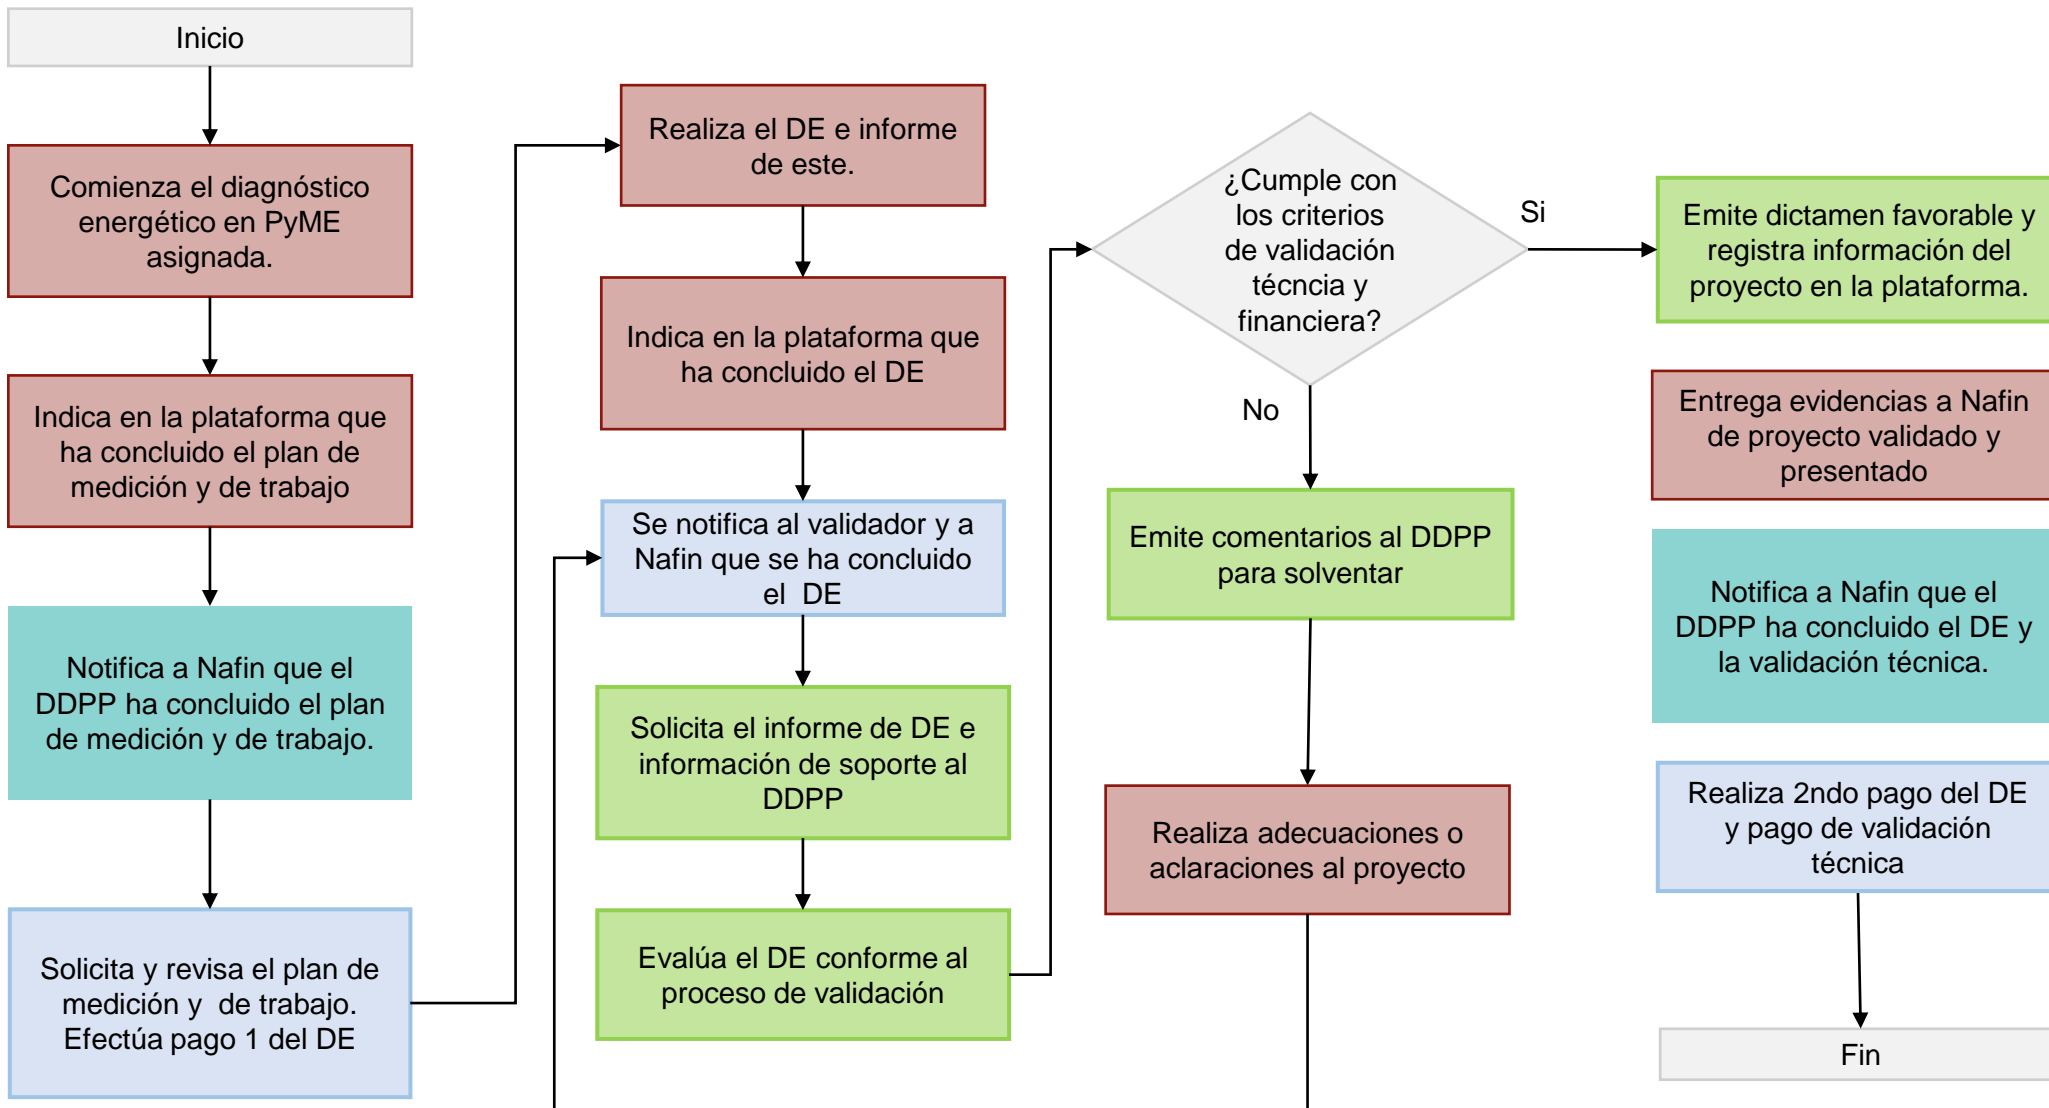 Inicio
Comienza el diagnóstico
energético en PyME
asignada.
Indica en la plataforma que
ha concluido el plan de
medición y de trabajo
Notifica a Nafin que el
DDPP ha concluido el plan
de medición y de trabajo.
Solicita y revisa el plan de
medición y  de trabajo.
Efectúa pago 1 del DE
Realiza el DE e informe
de este.
Indica en la plataforma que
ha concluido el DE
Se notifica al validador y a
Nafin que se ha concluido
el  DE
Solicita el informe de DE e
información de soporte al
DDPP
Evalúa el DE conforme al
proceso de validación
¿Cumple con
los criterios
de validación
técncia y
financiera?
Si
No
Emite comentarios al DDPP
para solventar
Realiza adecuaciones o
aclaraciones al proyecto
Emite dictamen favorable y
registra información del
proyecto en la plataforma.
Entrega evidencias a Nafin
de proyecto validado y
presentado
Notifica a Nafin que el
DDPP ha concluido el DE y
la validación técnica.
Realiza 2ndo pago del DE
y pago de validación
técnica
Fin